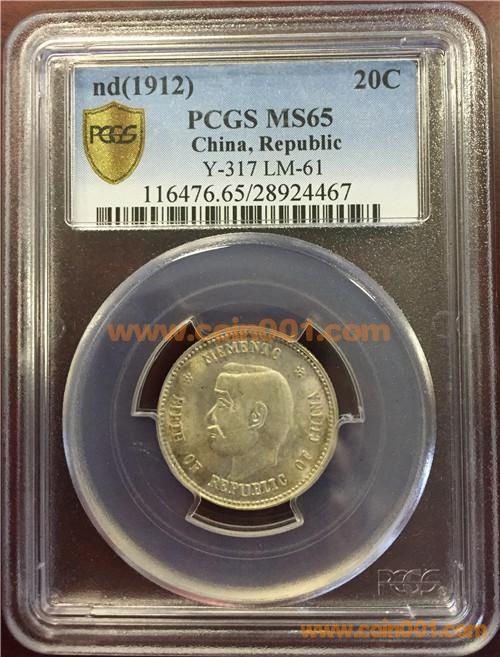 nd(1912) 20C
PCGS PCGS MS65
China, Republic
Y-317 LM-61
116476.65/28924467
www.coin001.com
* MEMENTO *
BIRTH OF REPUBLIC OF CHINA
PCGS
www.coin001.com